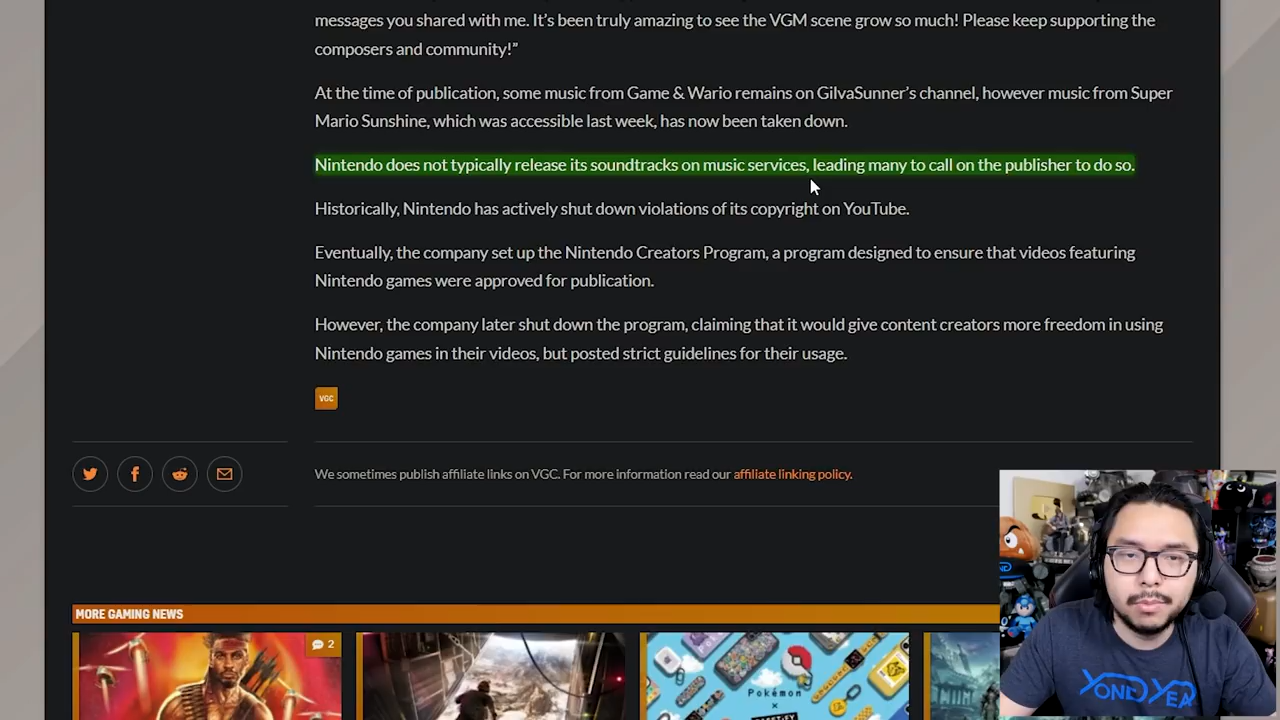 messages you shared with me. It’s been truly amazing to see the VGM scene grow so much! Please keep supporting the
composers and community!”
At the time of publication, some music from Game & Wario remains on GilvaSunner’s channel, however music from Super
Mario Sunshine, which was accessible last week, has now been taken down.
Nintendo does not typically release its soundtracks on music services, leading many to call on the publisher to do so.
Historically, Nintendo has actively shut down violations of its copyright on YouTube.
Eventually, the company set up the Nintendo Creators Program, a program designed to ensure that videos featuring
Nintendo games were approved for publication.
However, the company later shut down the program, claiming that it would give content creators more freedom in using
Nintendo games in their videos, but posted strict guidelines for their usage.
VGC
We sometimes publish affiliate links on VGC. For more information read our affiliate linking policy.
MORE GAMING NEWS
2
Pokémon
x
YONG YEA